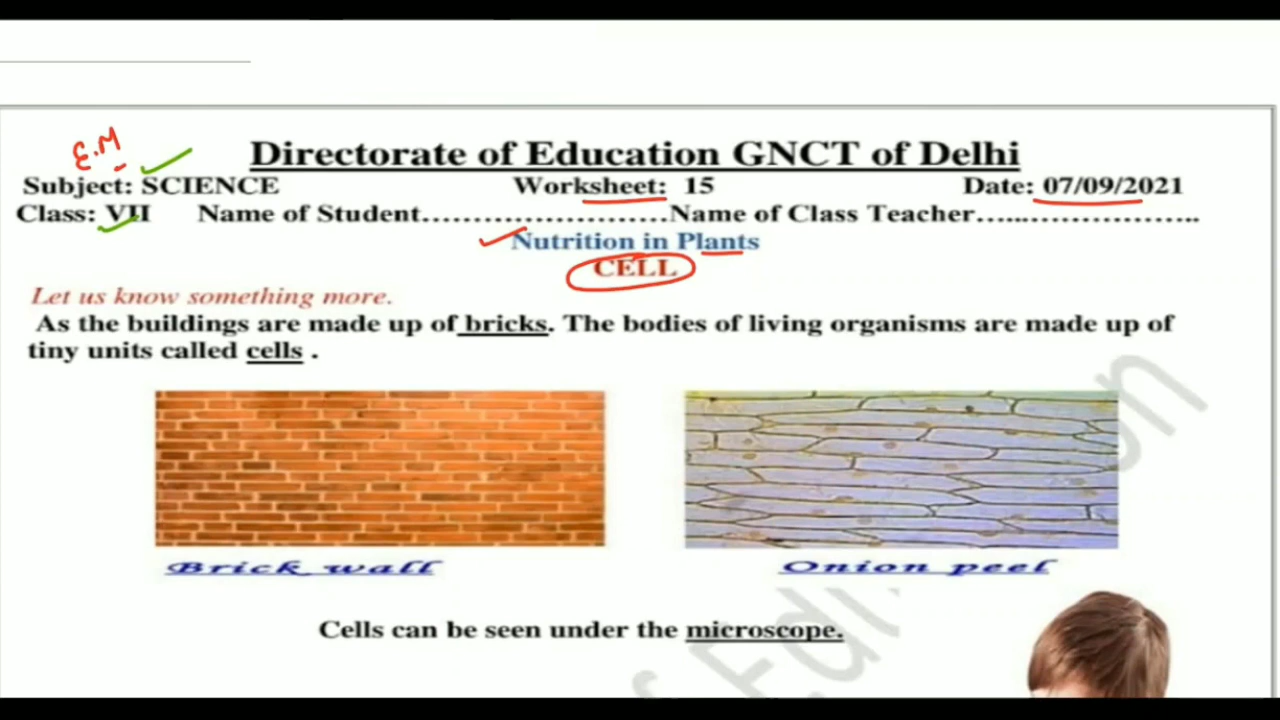 E.M
Directorate of Education GNCT of Delhi
Subject: SCIENCE Worksheet: 15 Date: 07/09/2021
Class: VII Name of Student........................Name of Class Teacher.......................
Nutrition in Plants
CELL
Let us know something more.
As the buildings are made up of bricks. The bodies of living organisms are made up of
tiny units called cells .
Brick wall
Onion peel
Cells can be seen under the microscope.